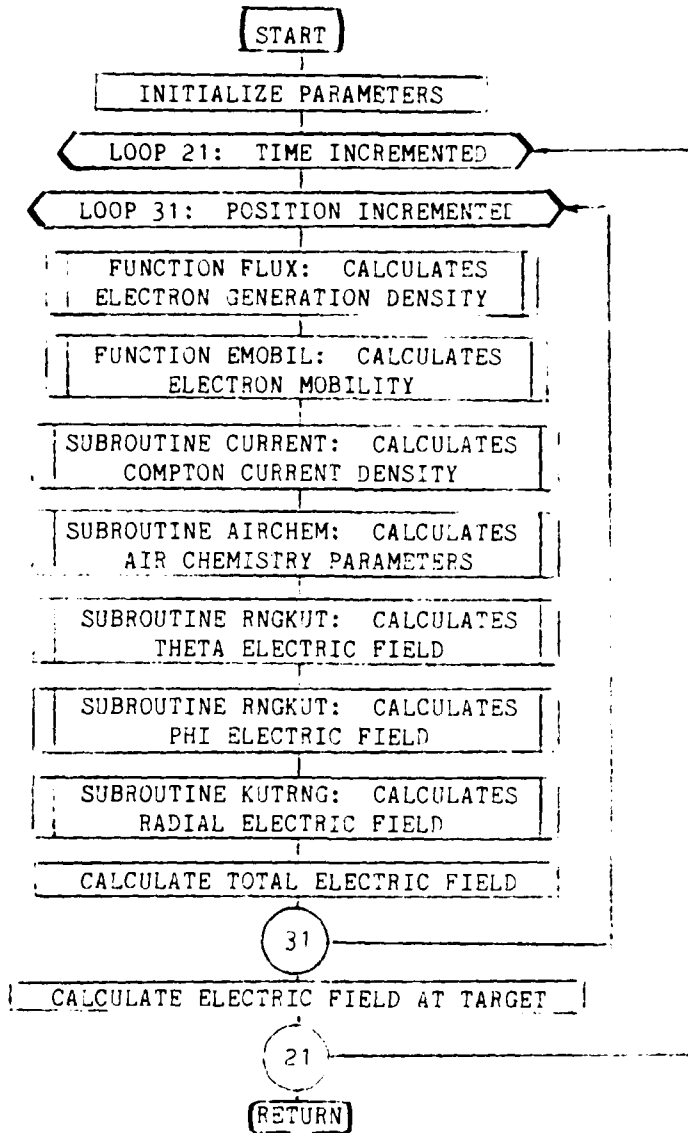 START
INITIALIZE PARAMETERS
LOOP 21: TIME INCREMENTED
LOOP 31: POSITION INCREMENTED
FUNCTION FLUX: CALCULATES
ELECTRON GENERATION DENSITY
FUNCTION EMOBIL: CALCULATES
ELECTRON MOBILITY
SUBROUTINE CURRENT: CALCULATES
COMPTON CURRENT DENSITY
SUBROUTINE AIRCHEM: CALCULATES
AIR CHEMISTRY PARAMETERS
SUBROUTINE RNGKUT: CALCULATES
THETA ELECTRIC FIELD
SUBROUTINE RNGKUT: CALCULATES
PHI ELECTRIC FIELD
SUBROUTINE KUTRNG: CALCULATES
RADIAL ELECTRIC FIELD
CALCULATE TOTAL ELECTRIC FIELD
31
CALCULATE ELECTRIC FIELD AT TARGET
21
RETURN